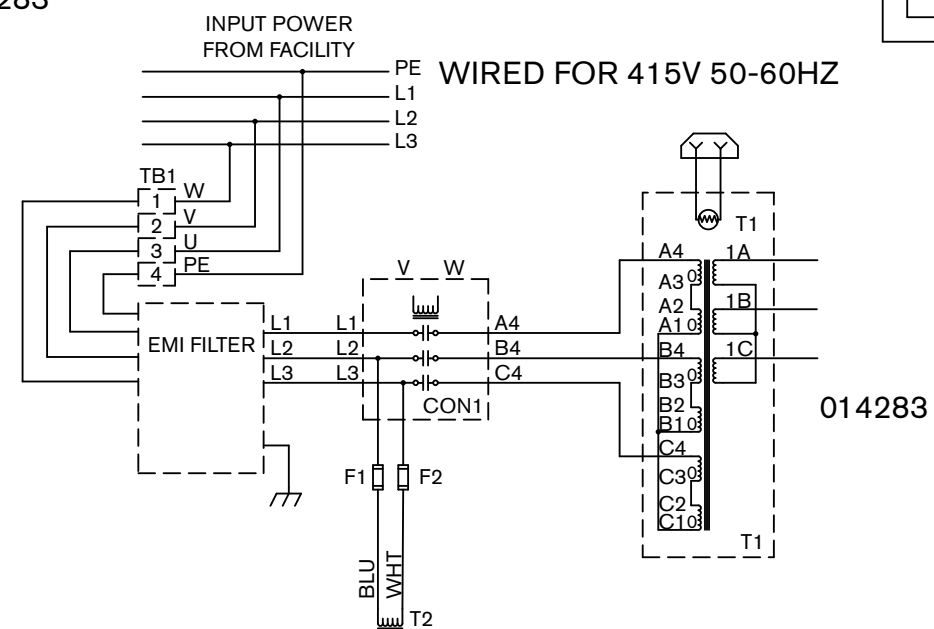 INPUT POWER
FROM FACILITY
PE
WIRED FOR 415V 50-60HZ
L1
L2
L3
TB1
1 W
2 V
3 U
4 PE
EMI FILTER
L1 L1
L2 L2
L3 L3
V W
CON1
A4
B4
C4
F1 F2
BLU
WHT
T2
T1
A4 1A
A3
A2 1B
A1
B4 1C
B3
B2
B1
C4
C3
C2
C1
T1
014283